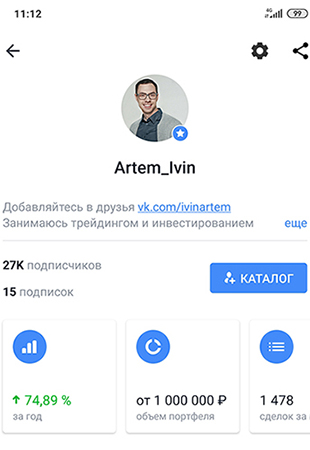 11:12
4G
99
Artem_Ivin
Добавляйтесь в друзья vk.com/ivinartem
Занимаюсь трейдингом и инвестированием еще
27K подписчиков
15 подписок
КАТАЛОГ
↑ 74,89 %
за год
от 1 000 000 ₽
объем портфеля
1 478
сделок за